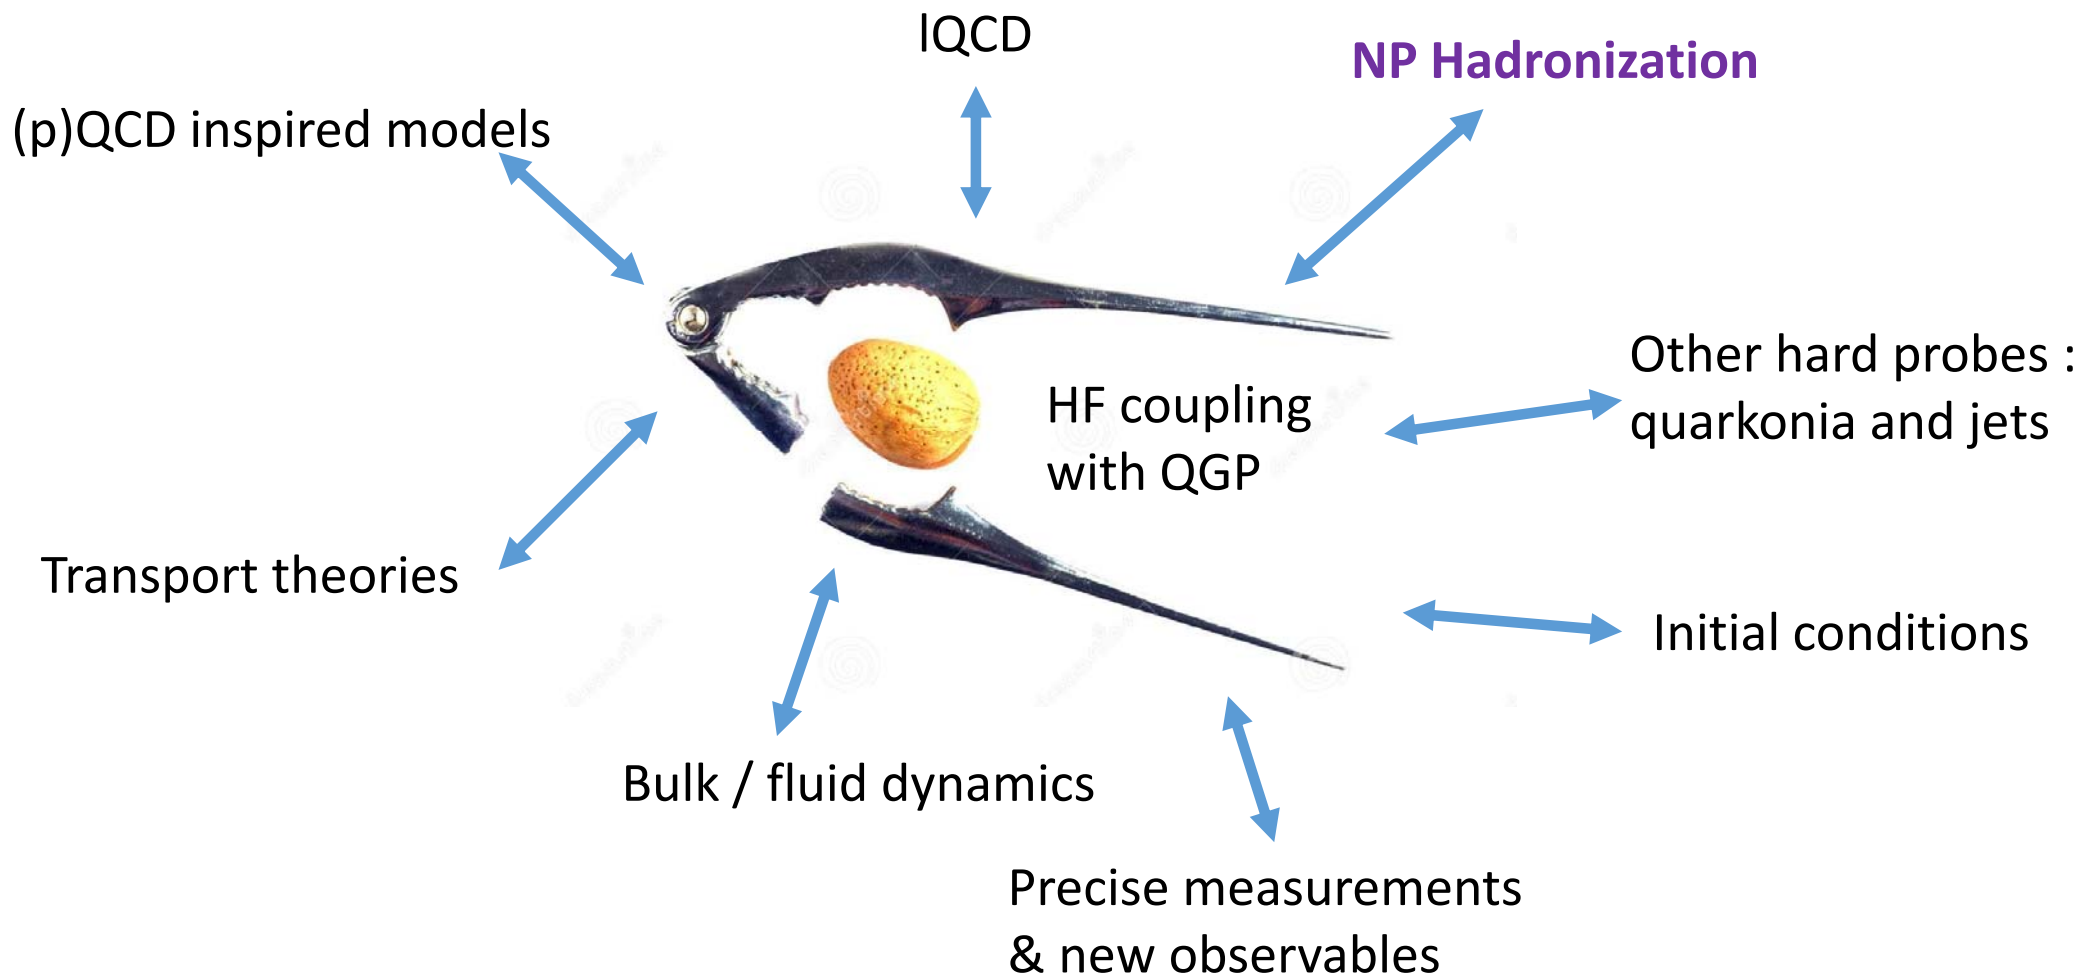 lQCD
NP Hadronization
(p)QCD inspired models
Other hard probes :
quarkonia and jets
HF coupling
with QGP
Transport theories
Initial conditions
Bulk / fluid dynamics
Precise measurements
& new observables